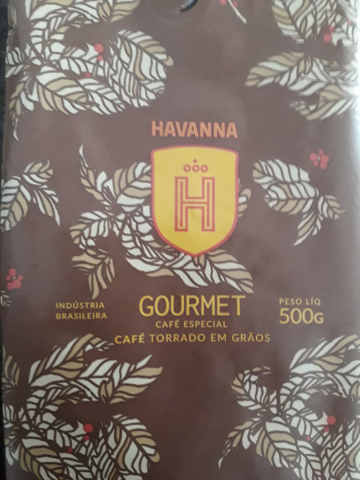 HAVANNA
H
INDÚSTRIA
BRASILEIRA
GOURMET
CAFÉ ESPECIAL
CAFÉ TORRADO EM GRÃOS
PESO LÍQ.
500G